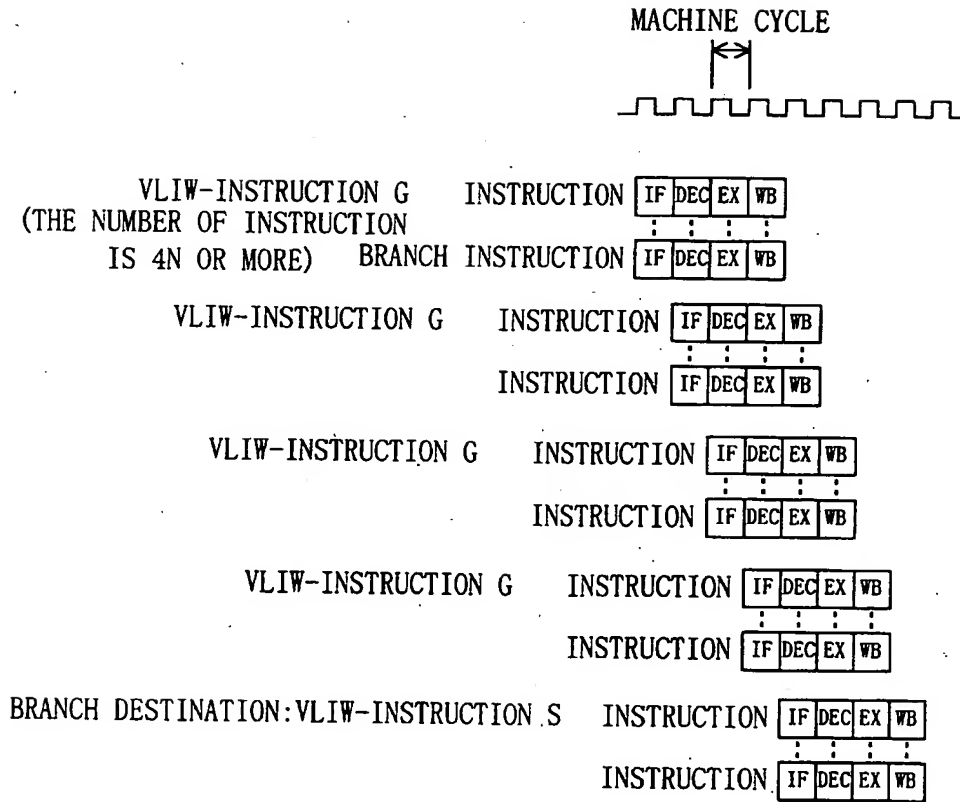 MACHINE CYCLE
VLIW-INSTRUCTION G INSTRUCTION IF DEC EX WB
(THE NUMBER OF INSTRUCTION
IS 4N OR MORE) BRANCH INSTRUCTION IF DEC EX WB
VLIW-INSTRUCTION G INSTRUCTION IF DEC EX WB
INSTRUCTION IF DEC EX WB
VLIW-INSTRUCTION G INSTRUCTION IF DEC EX WB
INSTRUCTION IF DEC EX WB
VLIW-INSTRUCTION G INSTRUCTION IF DEC EX WB
INSTRUCTION IF DEC EX WB
BRANCH DESTINATION:VLIW-INSTRUCTION S INSTRUCTION IF DEC EX WB
INSTRUCTION IF DEC EX WB